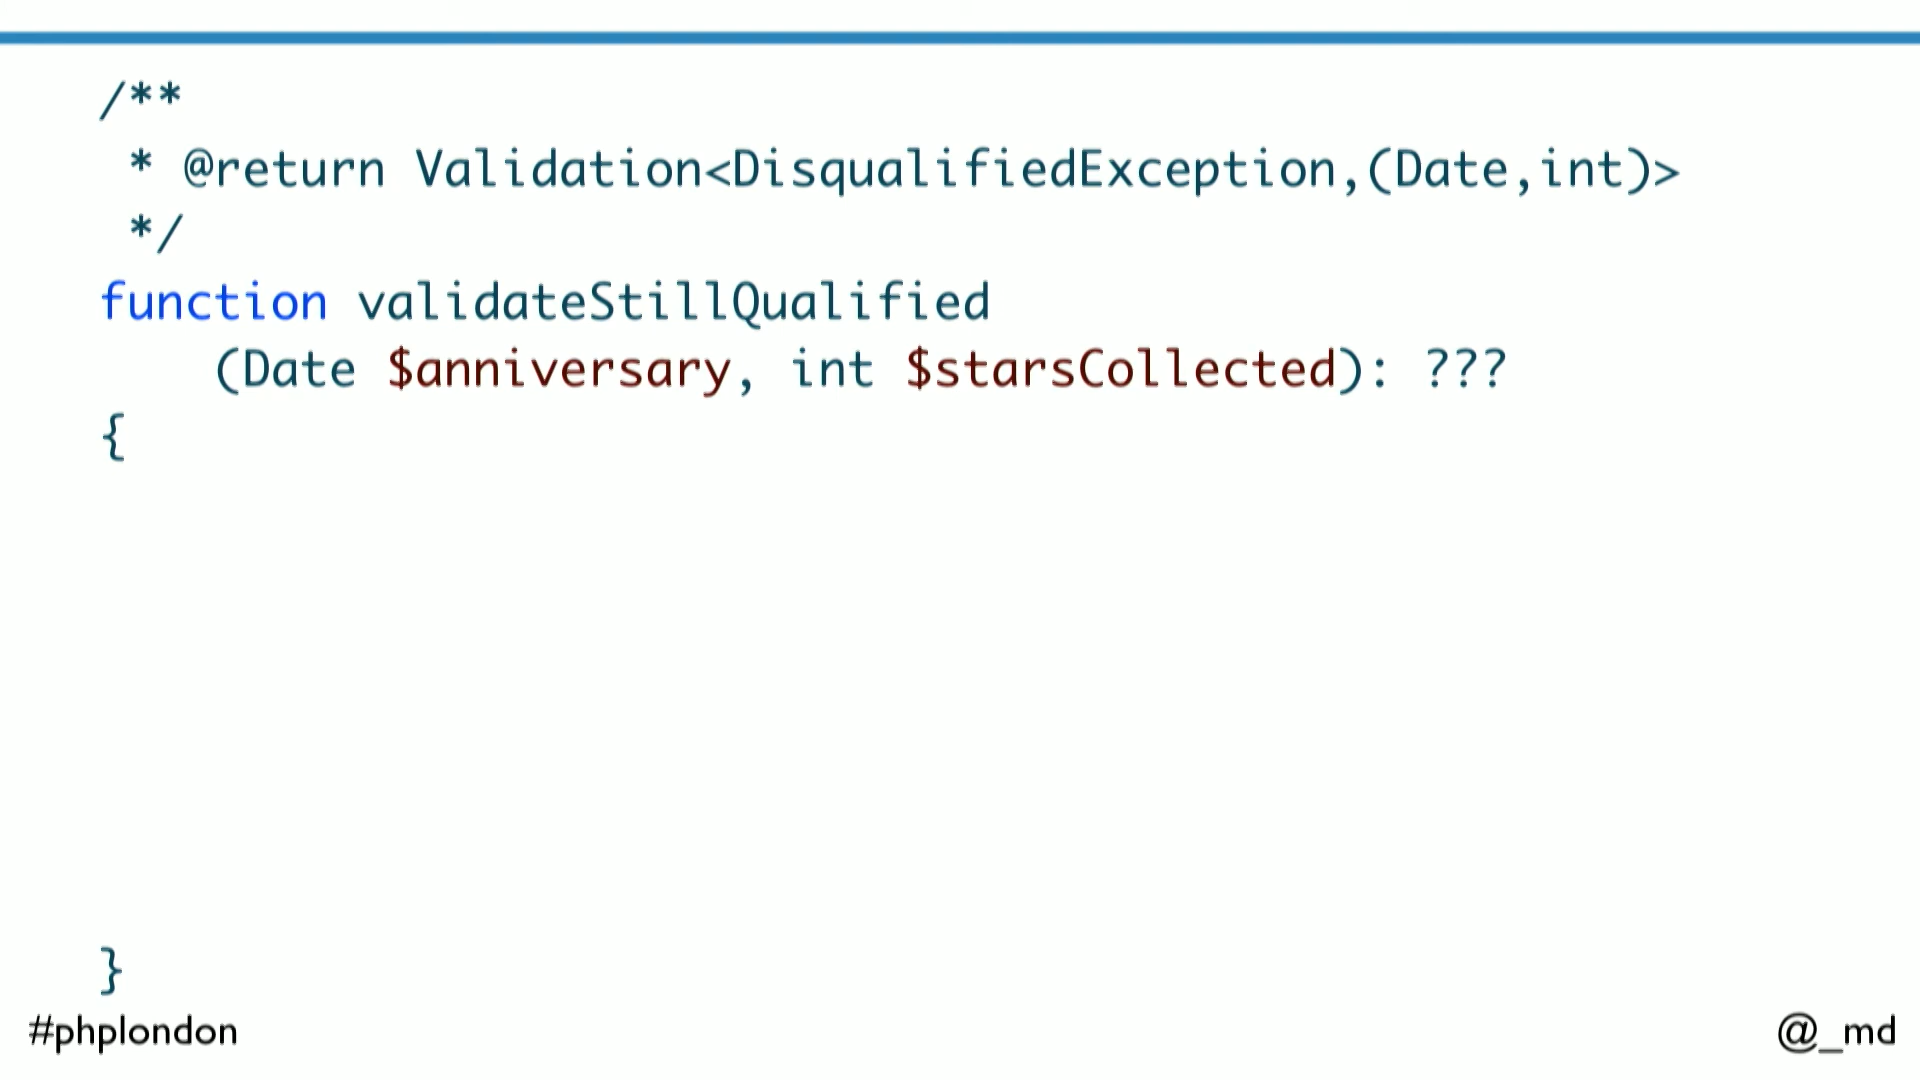 /**
 * @return Validation<DisqualifiedException,(Date,int)>
 */
function validateStillQualified
    (Date $anniversary, int $starsCollected): ???
{
}
#phplondon
@_md